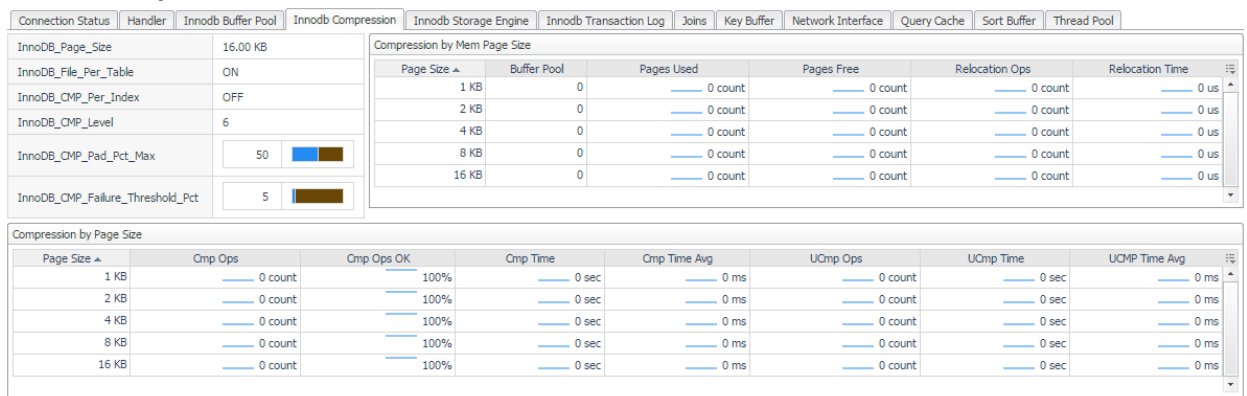 Connection Status Handler Innodb Buffer Pool Innodb Compression Innodb Storage Engine Innodb Transaction Log Joins Key Buffer Network Interface Query Cache Sort Buffer Thread Pool
InnoDB_Page_Size 16.00 KB
InnoDB_File_Per_Table ON
InnoDB_CMP_Per_Index OFF
InnoDB_CMP_Level 6
InnoDB_CMP_Pad_Pct_Max 50
InnoDB_CMP_Failure_Threshold_Pct 5
Compression by Mem Page Size
Page Size Buffer Pool Pages Used Pages Free Relocation Ops Relocation Time
1 KB 0 0 count 0 count 0 count 0 us
2 KB 0 0 count 0 count 0 count 0 us
4 KB 0 0 count 0 count 0 count 0 us
8 KB 0 0 count 0 count 0 count 0 us
16 KB 0 0 count 0 count 0 count 0 us
Compression by Page Size
Page Size Cmp Ops Cmp Ops OK Cmp Time Cmp Time Avg UCmp Ops UCmp Time UCMP Time Avg
1 KB 0 count 100% 0 sec 0 ms 0 count 0 sec 0 ms
2 KB 0 count 100% 0 sec 0 ms 0 count 0 sec 0 ms
4 KB 0 count 100% 0 sec 0 ms 0 count 0 sec 0 ms
8 KB 0 count 100% 0 sec 0 ms 0 count 0 sec 0 ms
16 KB 0 count 100% 0 sec 0 ms 0 count 0 sec 0 ms